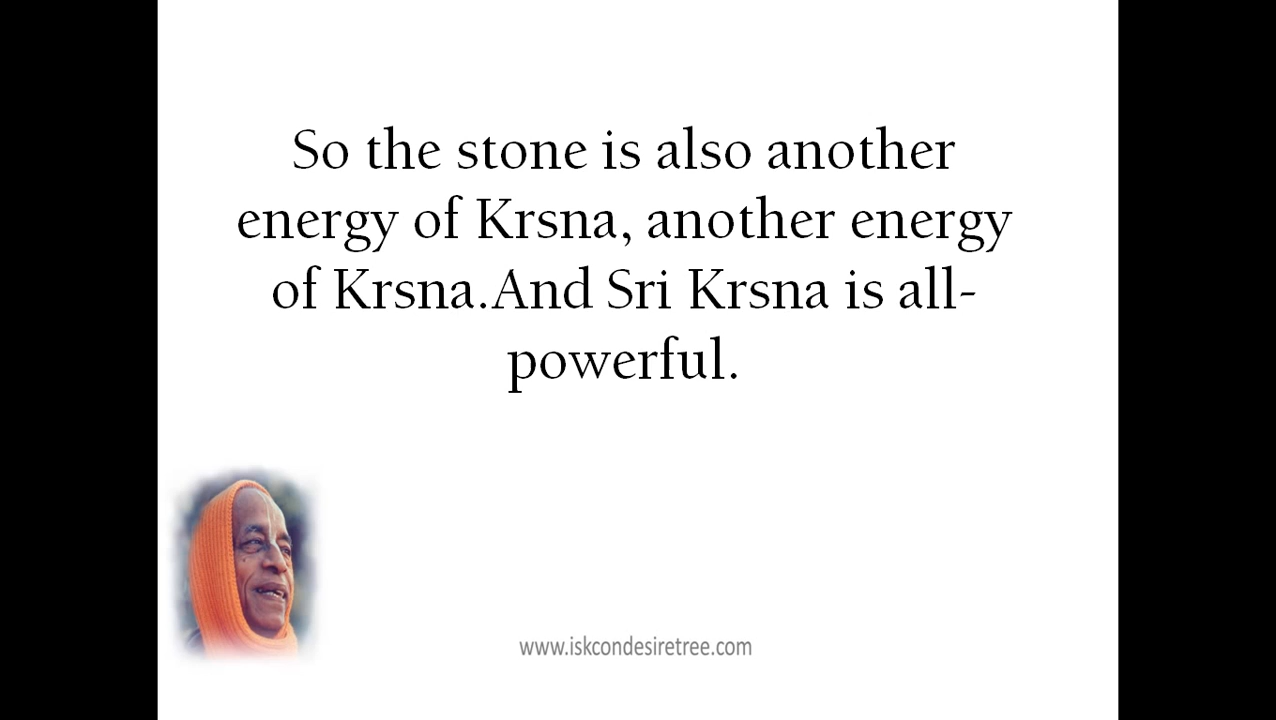 So the stone is also another
energy of Krsna, another energy
of Krsna.And Sri Krsna is all-
powerful.
www.iskcondesiretree.com